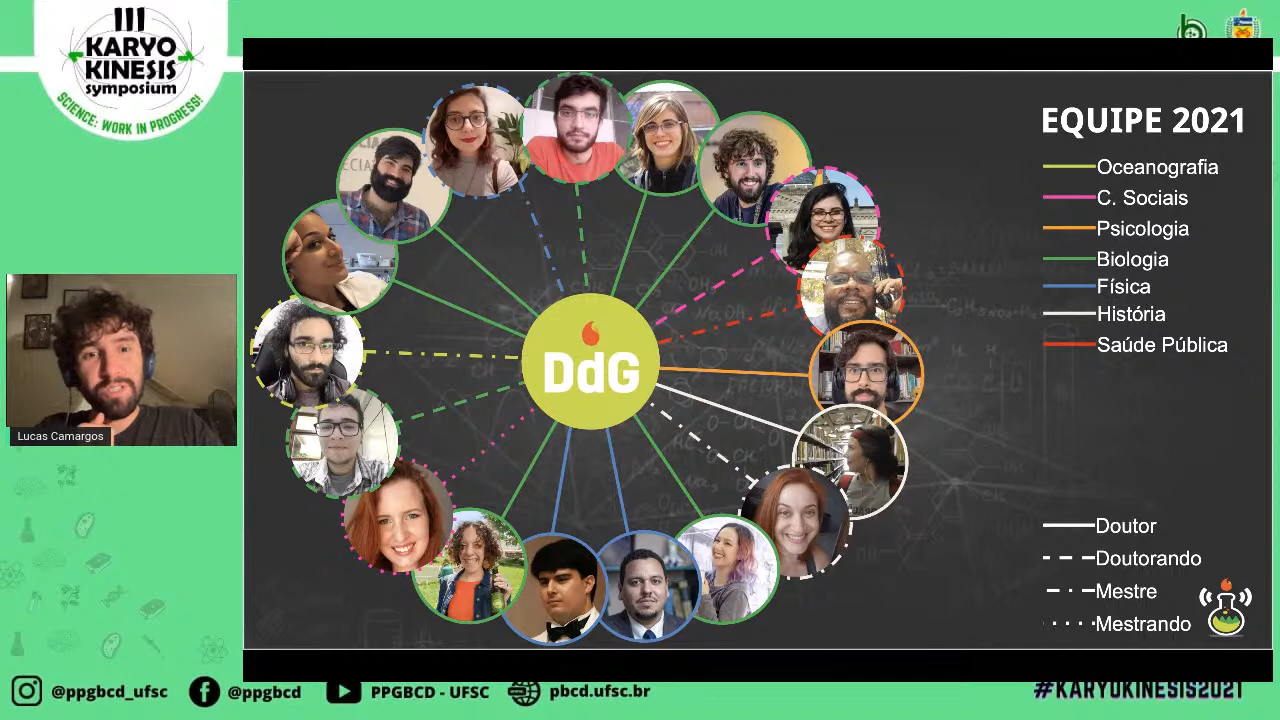 III
KARYO
KINESIS
symposium
SCIENCE: WORK IN PROGRESS!
EQUIPE 2021
Oceanografia
C. Sociais
Psicologia
Biologia
Física
História
Saúde Pública
DdG
Lucas Camargos
Doutor
Doutorando
Mestre
Mestrando
@ppgbcd_ufsc
@ppgbcd
PPGBCD - UFSC
pbcd.ufsc.br
#KARYOKINESIS2021